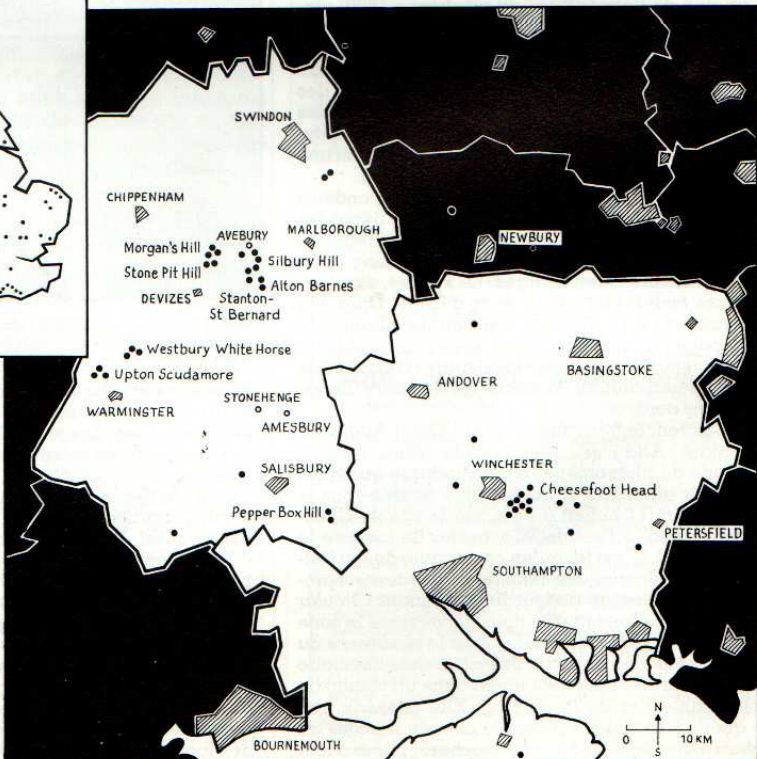 SWINDON
CHIPPENHAM
AVEBURY
MARLBOROUGH
Morgan's Hill
Silbury Hill
Stone Pit Hill
Alton Barnes
DEVIZES
Stanton-
St Bernard
NEWBURY
Westbury White Horse
Upton Scudamore
WARMINSTER
STONEHENGE
AMESBURY
ANDOVER
BASINGSTOKE
SALISBURY
WINCHESTER
Cheesefoot Head
Pepper Box Hill
PETERSFIELD
SOUTHAMPTON
BOURNEMOUTH
N
0 10 KM
S